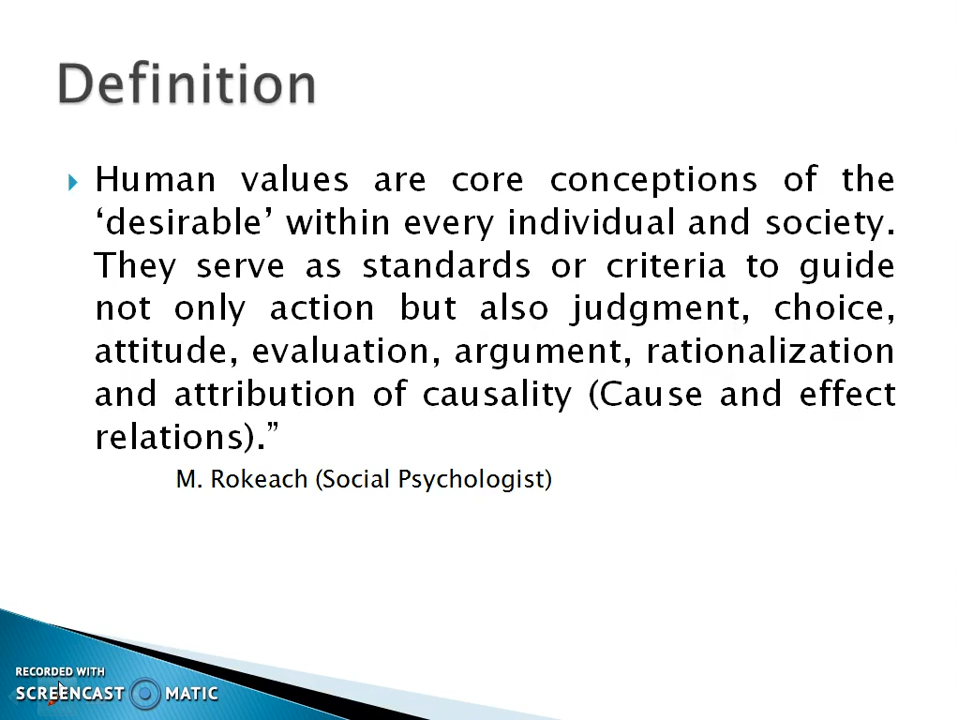 Definition
Human values are core conceptions of the
‘desirable’ within every individual and society.
They serve as standards or criteria to guide
not only action but also judgment, choice,
attitude, evaluation, argument, rationalization
and attribution of causality (Cause and effect
relations).”
M. Rokeach (Social Psychologist)
RECORDED WITH
SCREENCAST MATIC